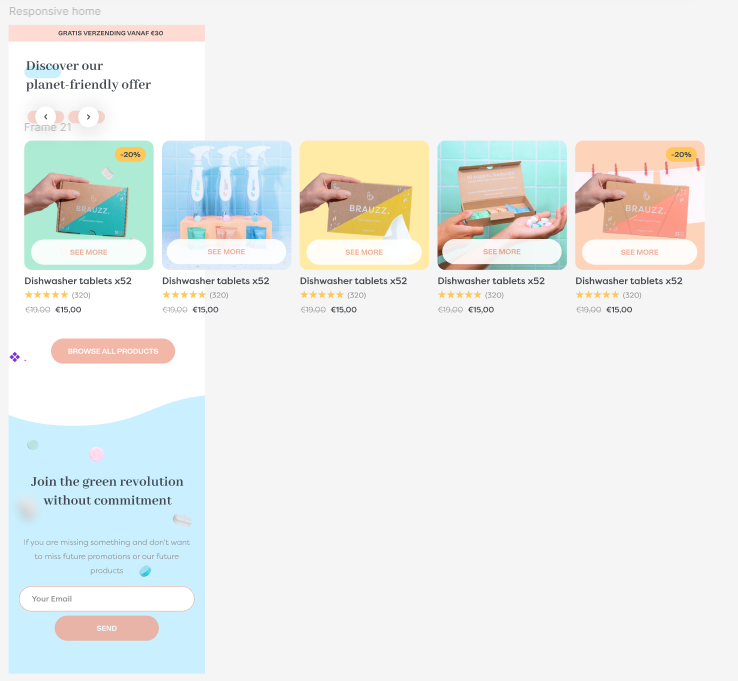 Responsive home
GRATIS VERZENDING VANAF €30
Discover our
planet-friendly offer
Frame 21
-20%
-20%
BRAUZZ.
BRAUZZ.
BRAUZZ.
SEE MORE
SEE MORE
SEE MORE
SEE MORE
SEE MORE
Dishwasher tablets x52
Dishwasher tablets x52
Dishwasher tablets x52
Dishwasher tablets x52
Dishwasher tablets x52
(320)
(320)
(320)
(320)
(320)
€19,00 €15,00
€19,00 €15,00
€19,00 €15,00
€19,00 €15,00
€19,00 €15,00
BROWSE ALL PRODUCTS
Join the green revolution
without commitment
If you are missing something and don't want
to miss future promotions or our future
products
Your Email
SEND